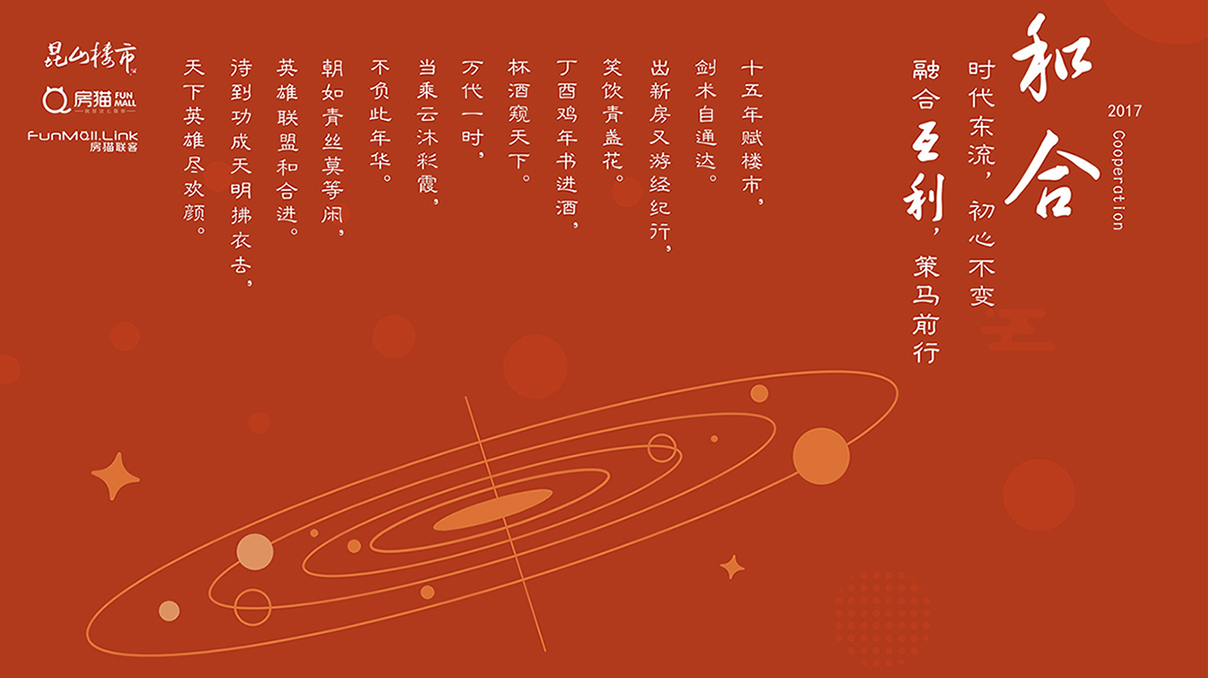 和合
2017
Cooperation
时代东流，初心不变
融合互利，策马前行
十五年赋楼市，
剑术自通达。
出新房又游经纪行，
笑饮青盏花。
丁酉鸡年书进酒，
杯酒窥天下。
万代一时，
当乘云沐彩霞，
不负此年华。
朝如青丝莫等闲，
英雄联盟和合进。
待到功成天明拂衣去，
天下英雄尽欢颜。
昆山楼市
房猫 FUN MALL
FunMall.Link
房猫联客